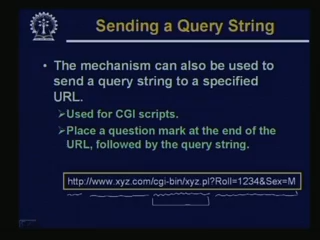 Sending a Query String
• The mechanism can also be used to
send a query string to a specified
URL.
➢Used for CGI scripts.
➢Place a question mark at the end of the
URL, followed by the query string.
http://www.xyz.com/cgi-bin/xyz.pl?Roll=1234&Sex=M